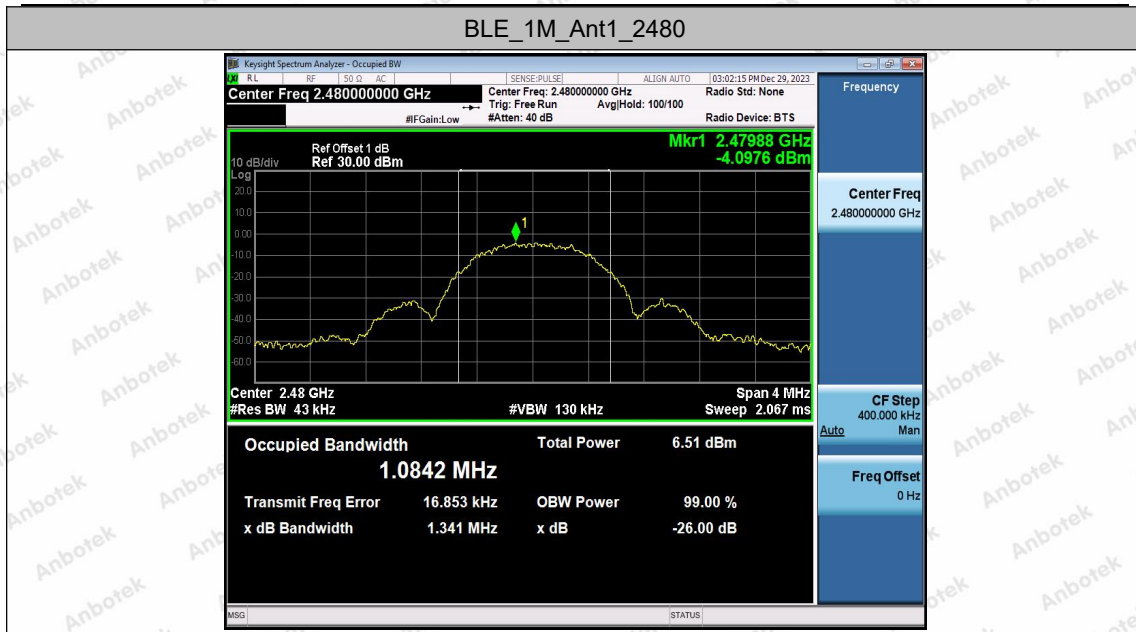 BLE_1M_Ant1_2480
Keysight Spectrum Analyzer - Occupied BW
RL RF 50 Ω AC SENSE:PULSE ALIGN AUTO 03:02:15 PM Dec 29, 2023
Center Freq 2.480000000 GHz
Center Freq: 2.480000000 GHz Radio Std: None
Trig: Free Run Avg|Hold: 100/100
#IFGain:Low #Atten: 40 dB Radio Device: BTS
Ref Offset 1 dB
10 dB/div Ref 30.00 dBm
Mkr1 2.47988 GHz
-4.0976 dBm
Log
20.0
10.0
0.00
-10.0
-20.0
-30.0
-40.0
-50.0
-60.0
1
Center 2.48 GHz Span 4 MHz
#Res BW 43 kHz #VBW 130 kHz Sweep 2.067 ms
Occupied Bandwidth Total Power 6.51 dBm
1.0842 MHz
Transmit Freq Error 16.853 kHz OBW Power 99.00 %
x dB Bandwidth 1.341 MHz x dB -26.00 dB
MSG STATUS
Frequency
Center Freq
2.480000000 GHz
CF Step
400.000 kHz
Auto Man
Freq Offset
0 Hz
Anbotek